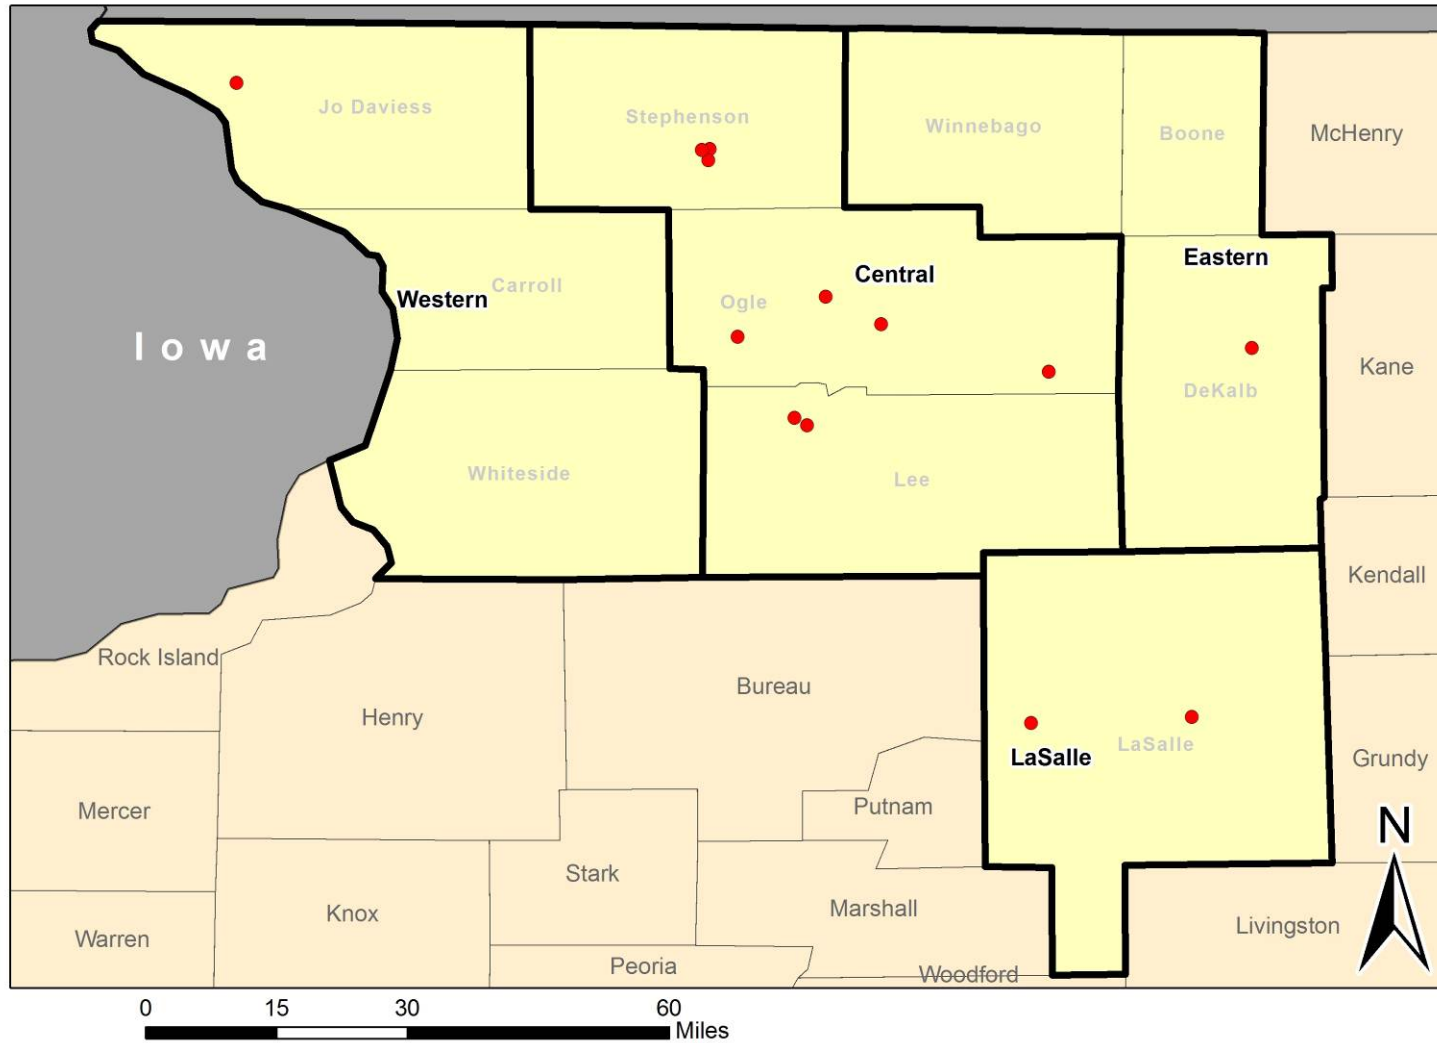 Jo Daviess
Stephenson
Winnebago
Boone
McHenry
Western
Carroll
Central
Eastern
Ogle
Iowa
Kane
DeKalb
Whiteside
Lee
Kendall
Rock Island
Henry
Bureau
LaSalle
LaSalle
Grundy
Mercer
Putnam
N
Stark
Knox
Marshall
Livingston
Warren
Peoria
Woodford
0 15 30 60
Miles